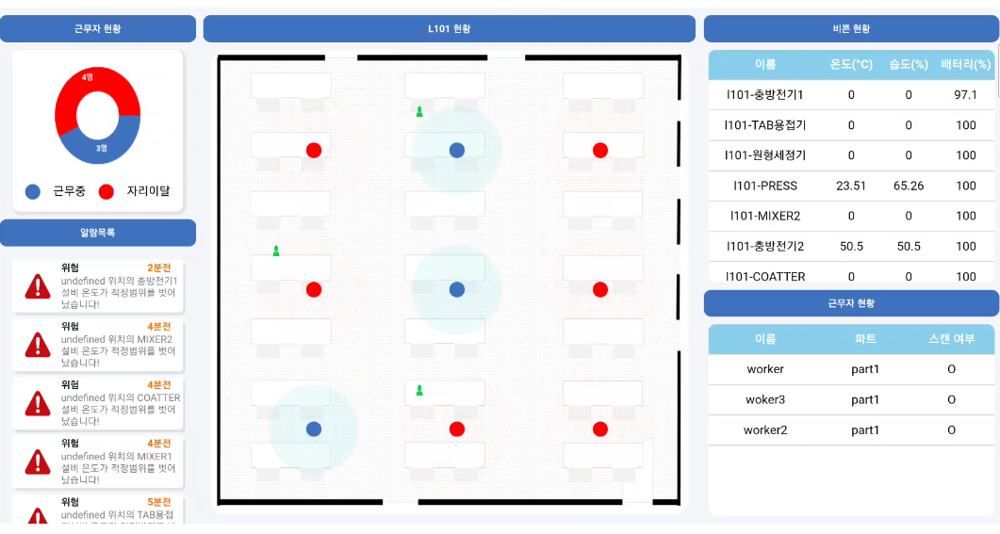 근무자 현황
4명
3명
근무중
자리이탈
알람목록
위험 2분전
undefined 위치의 충방전기1
설비 온도가 적정범위를 벗어
났습니다!
위험 4분전
undefined 위치의 MIXER2
설비 온도가 적정범위를 벗어
났습니다!
위험 4분전
undefined 위치의 COATTER
설비 온도가 적정범위를 벗어
났습니다!
위험 4분전
undefined 위치의 MIXER1
설비 온도가 적정범위를 벗어
났습니다!
위험 5분전
undefined 위치의 TAB용접
L101 현황
비콘 현황
이름 온도(°C) 습도(%) 배터리(%)
l101-충방전기1 0 0 97.1
l101-TAB용접기 0 0 100
l101-원형세정기 0 0 100
l101-PRESS 23.51 65.26 100
l101-MIXER2 0 0 100
l101-충방전기2 50.5 50.5 100
l101-COATTER 0 0 100
근무자 현황
이름 파트 스캔 여부
worker part1 O
woker3 part1 O
worker2 part1 O